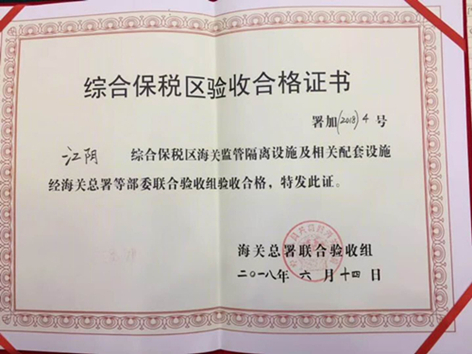 综合保税区验收合格证书
署加(2018)4号
江阴 综合保税区海关监管隔离设施及相关配套设施
经海关总署等部委联合验收组验收合格，特发此证。
海关总署联合验收组
二〇一八年六月十四日